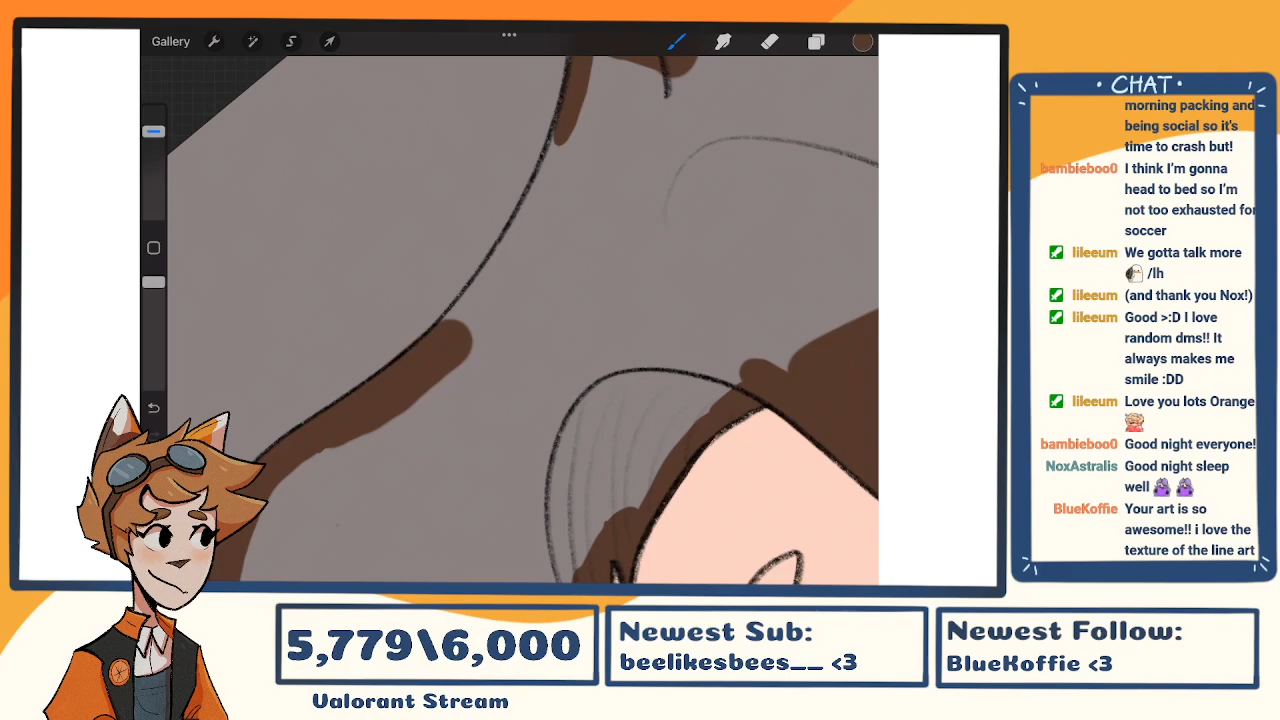 Gallery
• CHAT •
morning packing and
being social so it's
time to crash but!
bambieboo0 I think I'm gonna
head to bed so I'm
not too exhausted for
soccer
lileeum We gotta talk more
/lh
lileeum (and thank you Nox!)
lileeum Good >:D I love
random dms!! It
always makes me
smile :DD
lileeum Love you lots Orange
bambieboo0 Good night everyone!
NoxAstralis Good night sleep
well
BlueKoffie Your art is so
awesome!! i love the
texture of the line art
5,779\6,000
Valorant Stream
Newest Sub:
beelikesbees__ <3
Newest Follow:
BlueKoffie <3